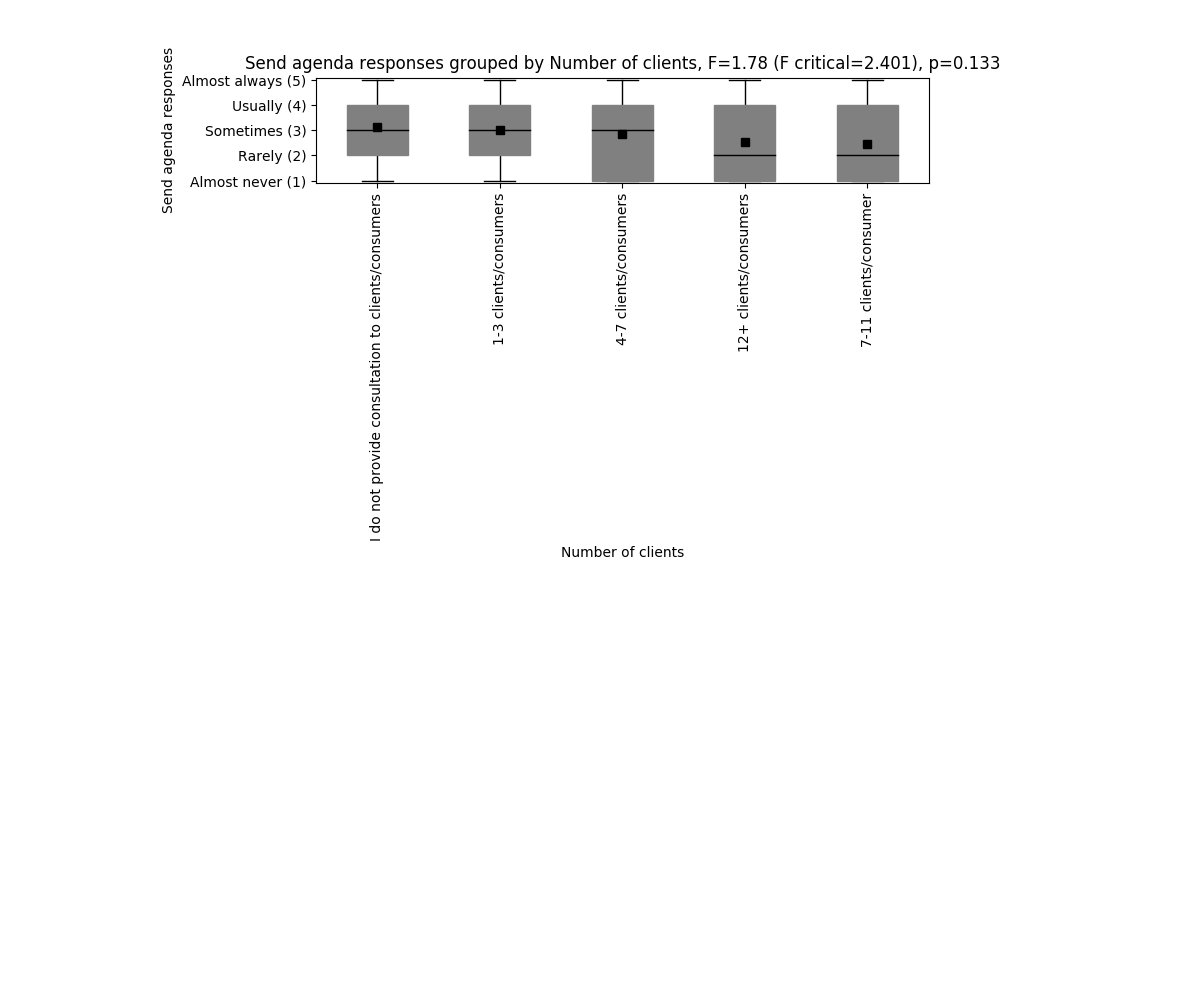 Send agenda responses grouped by Number of clients, F=1.78 (F critical=2.401), p=0.133
Send agenda responses
Almost always (5)
Usually (4)
Sometimes (3)
Rarely (2)
Almost never (1)
I do not provide consultation to clients/consumers
1-3 clients/consumers
4-7 clients/consumers
12+ clients/consumers
7-11 clients/consumer
Number of clients